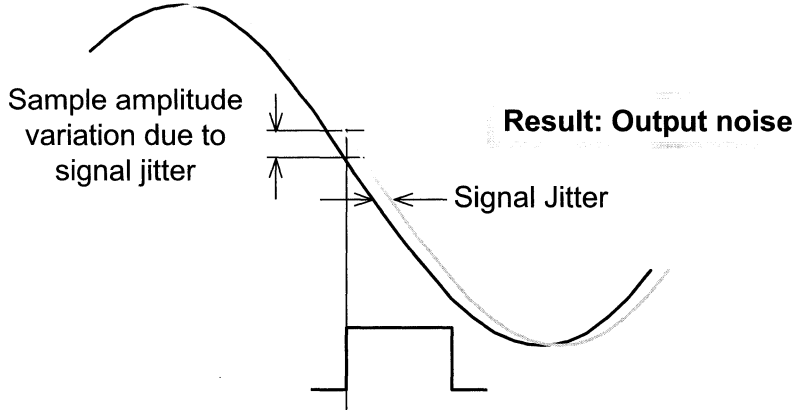 Sample amplitude
variation due to
signal jitter
Result: Output noise
Signal Jitter